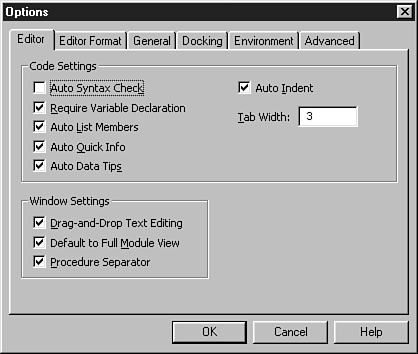 Options
Editor Editor Format General Docking Environment Advanced
Code Settings
Auto Syntax Check
Require Variable Declaration
Auto List Members
Auto Quick Info
Auto Data Tips
Auto Indent
Tab Width: 3
Window Settings
Drag-and-Drop Text Editing
Default to Full Module View
Procedure Separator
OK Cancel Help